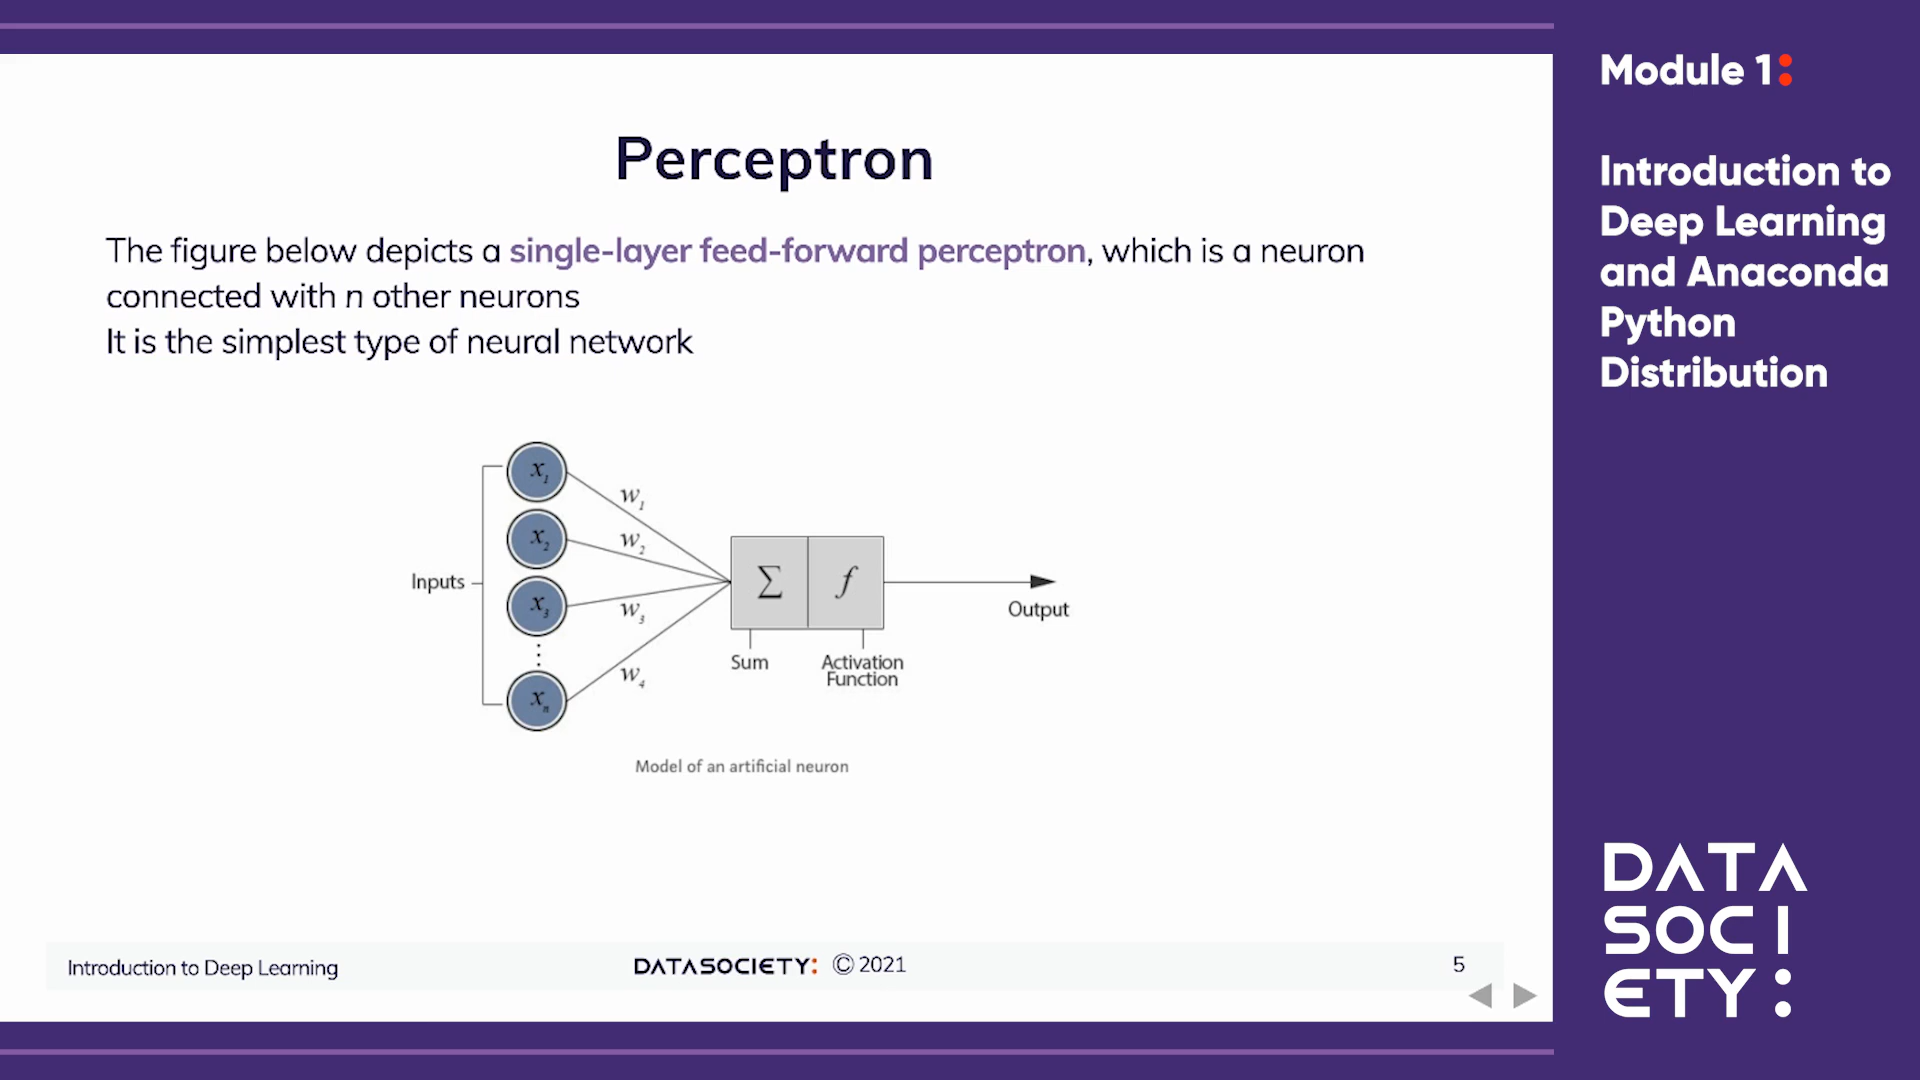 Perceptron
The figure below depicts a single-layer feed-forward perceptron, which is a neuron
connected with n other neurons
It is the simplest type of neural network
Inputs
x1
x2
x3
⋮
xn
w1
w2
w3
w4
∑
f
Sum
Activation
Function
Output
Model of an artificial neuron
Introduction to Deep Learning
DATASOCIETY: © 2021
5
Module 1:
Introduction to
Deep Learning
and Anaconda
Python
Distribution
DATA
SOCI
ETY: